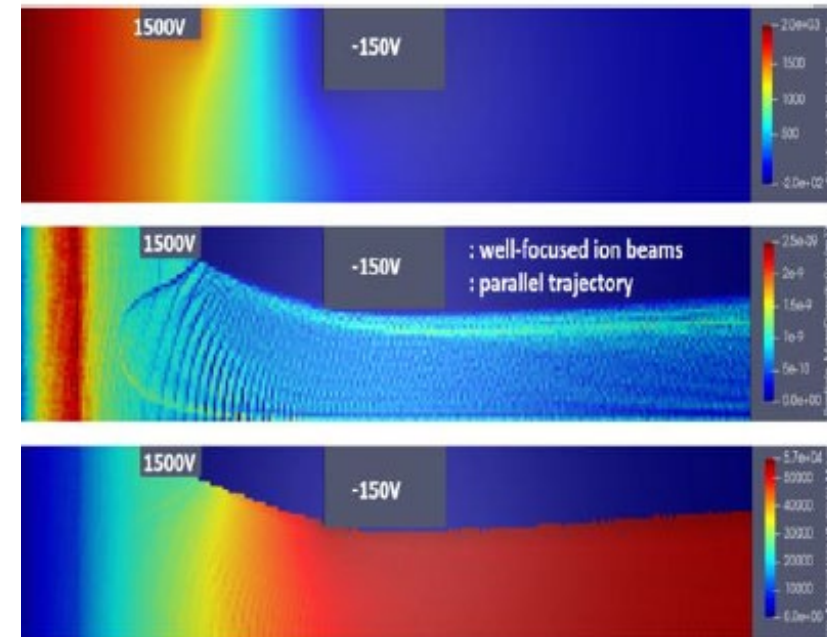 1500V
-150V
2.0e+03
1500
1000
500
-2.0e+02
1500V
-150V
: well-focused ion beams
: parallel trajectory
2.5e-09
2e-9
1.5e-9
1e-9
5e-10
0.0e+00
1500V
-150V
5.7e+04
50000
40000
20000
10000
0.0e+00